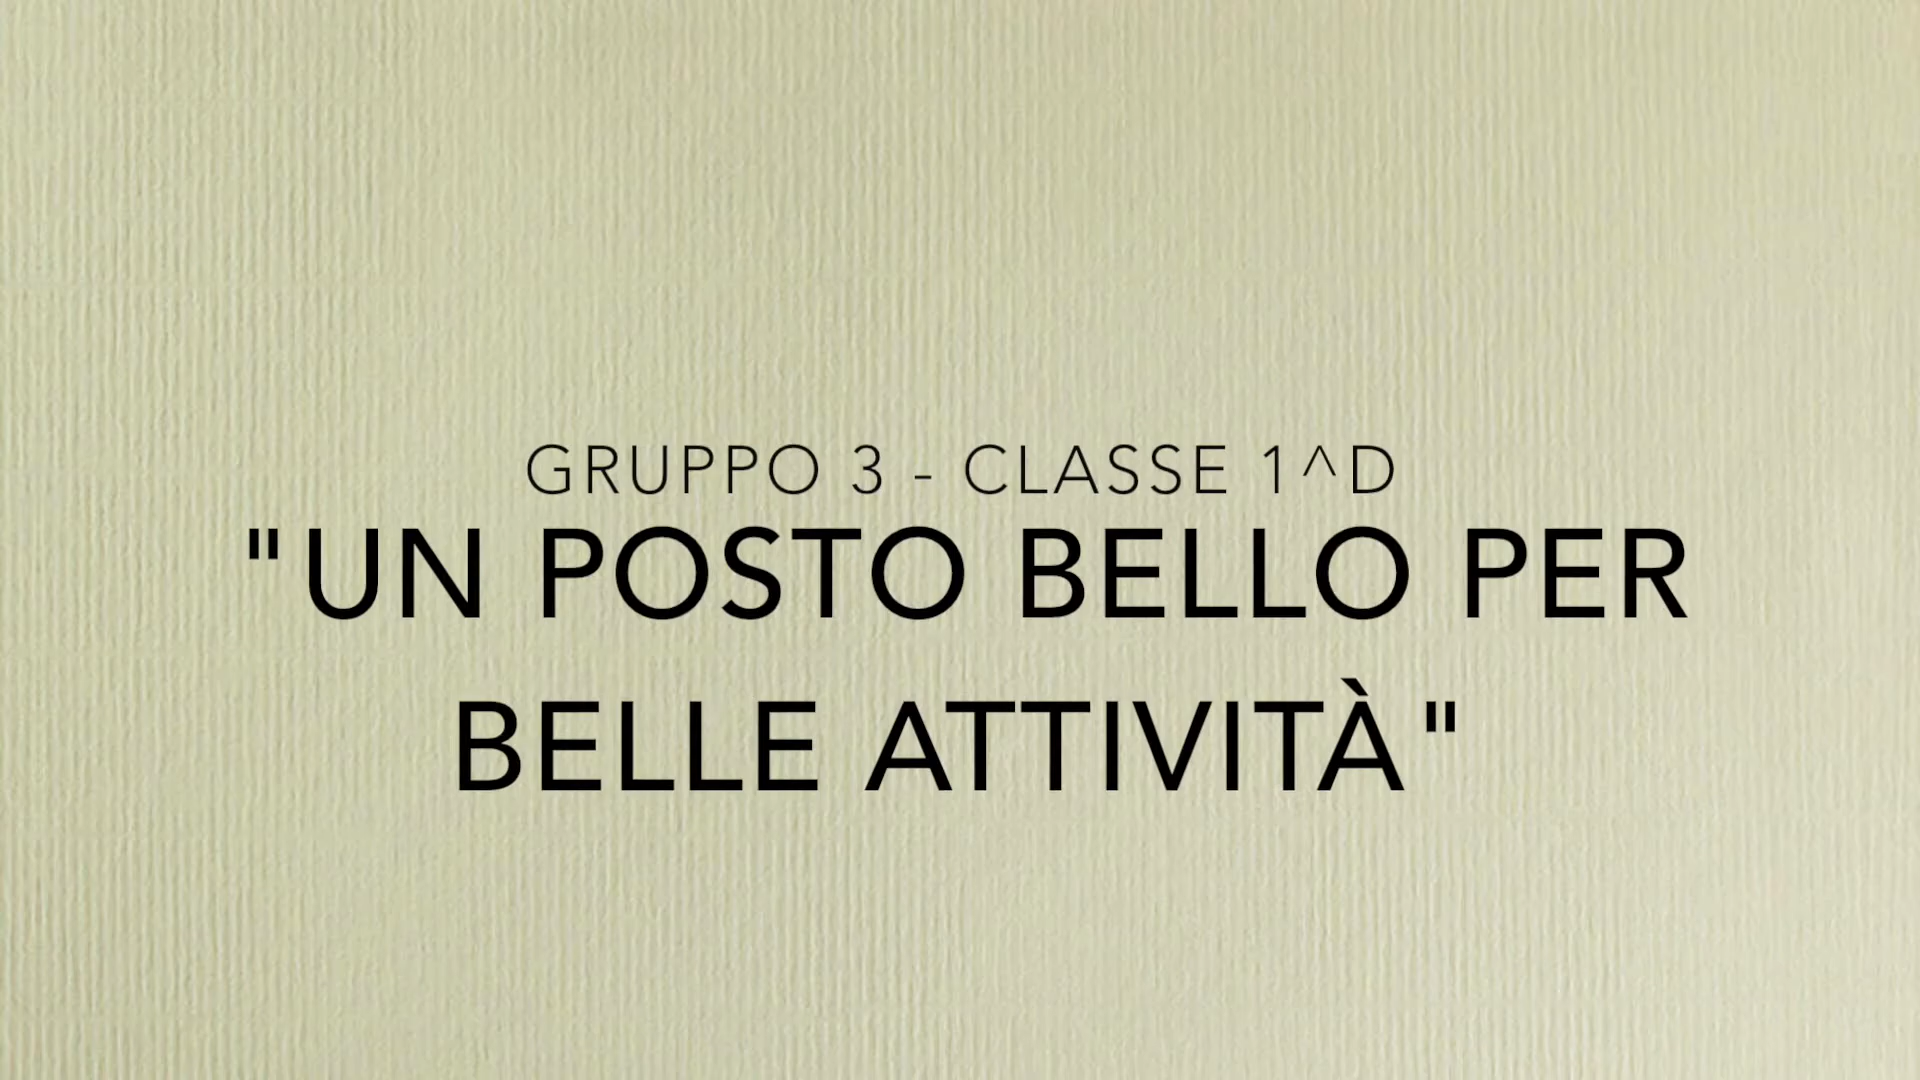 GRUPPO 3 - CLASSE 1^D
"UN POSTO BELLO PER
BELLE ATTIVITÀ"